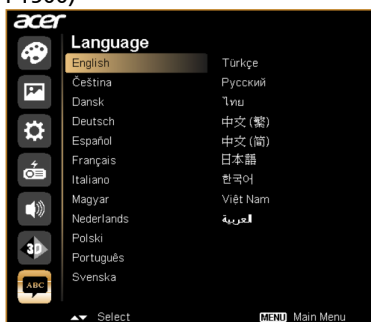 acer
Language
English
Čeština
Dansk
Deutsch
Español
Français
Italiano
Magyar
Nederlands
Polski
Português
Svenska
Türkçe
Русский
ไทย
中文 (繁)
中文 (简)
日本語
한국어
Việt Nam
العربية
3D
ABC
Select
MENU Main Menu